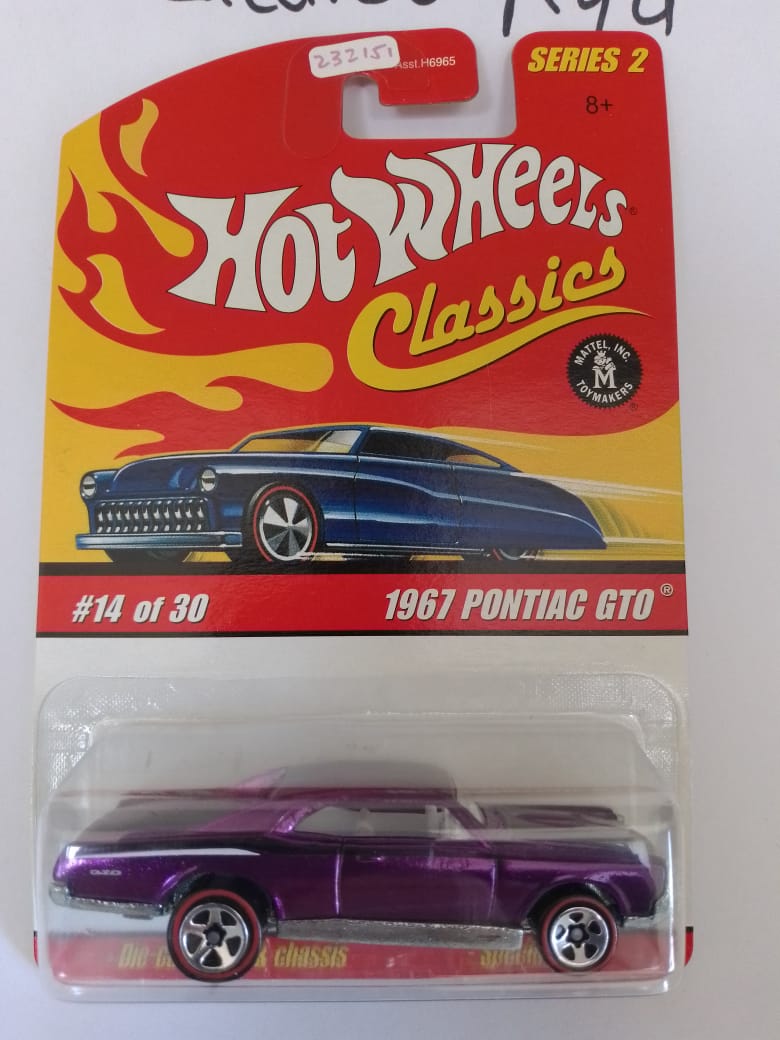 232151
Asst.H6965
SERIES 2
8+
HOT WHEELS®
Classics
MATTEL, INC.
M
TOYMAKERS
®
#14 of 30
1967 PONTIAC GTO®
GTO
Die-c chassis